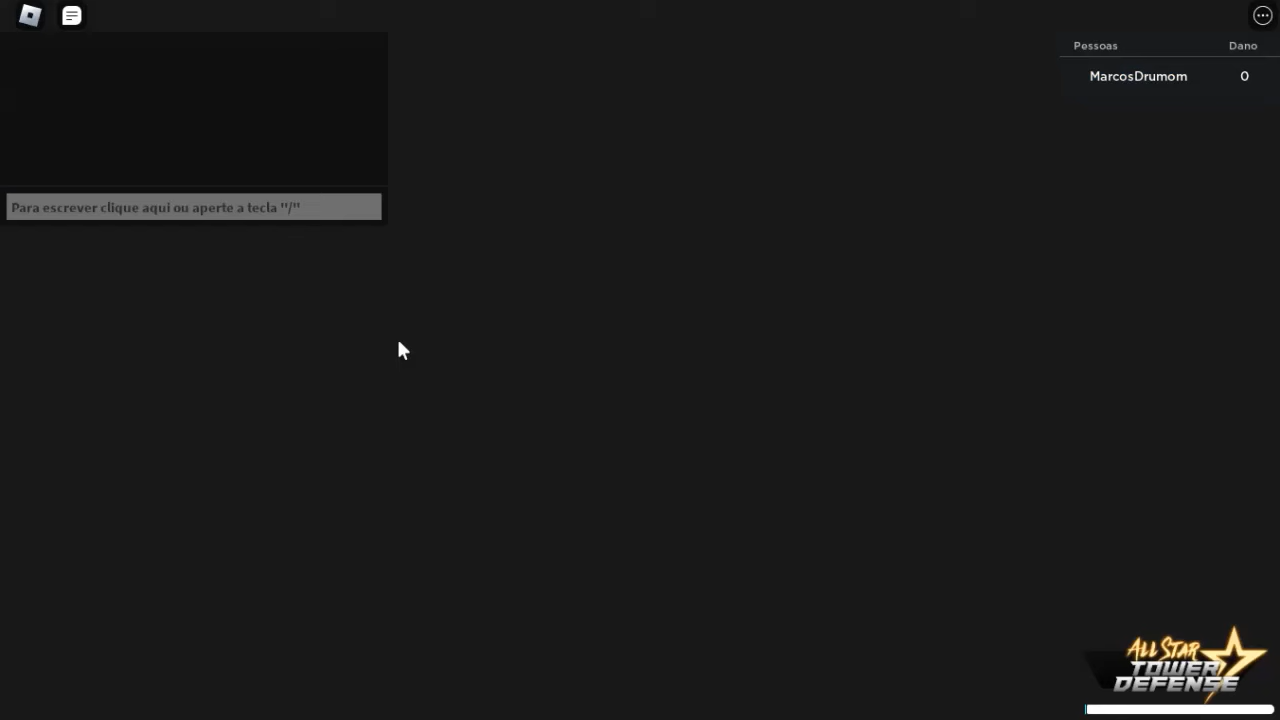 Pessoas Dano
MarcosDrumom 0
Para escrever clique aqui ou aperte a tecla "/"
ALL STAR
TOWER
DEFENSE